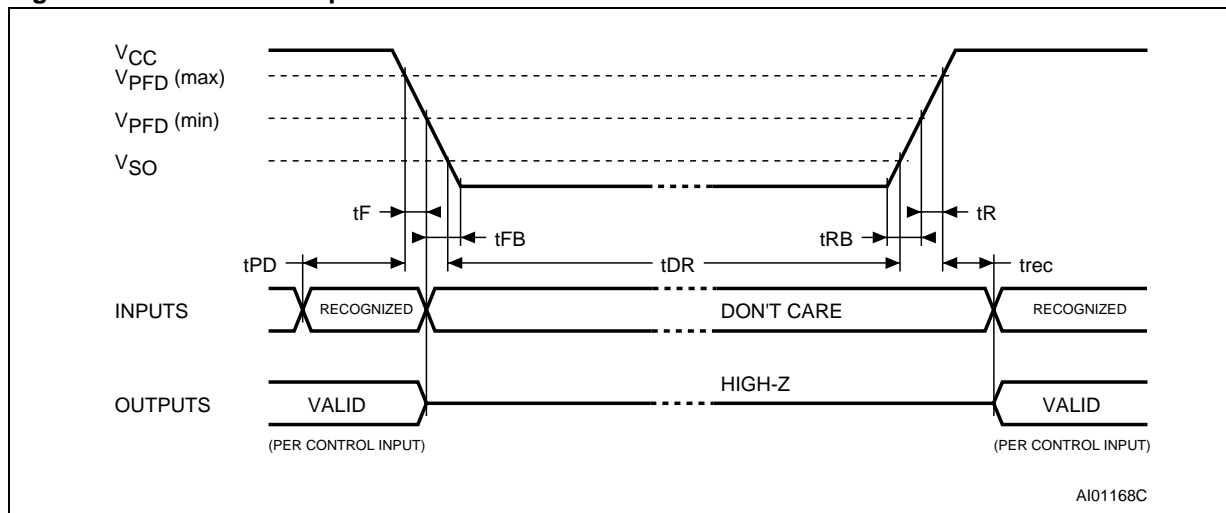 VCC
VPFD (max)
VPFD (min)
VSO
tF
tR
tFB
tRB
tPD
tDR
trec
INPUTS
RECOGNIZED
DON'T CARE
RECOGNIZED
HIGH-Z
OUTPUTS
VALID
VALID
(PER CONTROL INPUT)
(PER CONTROL INPUT)
AI01168C